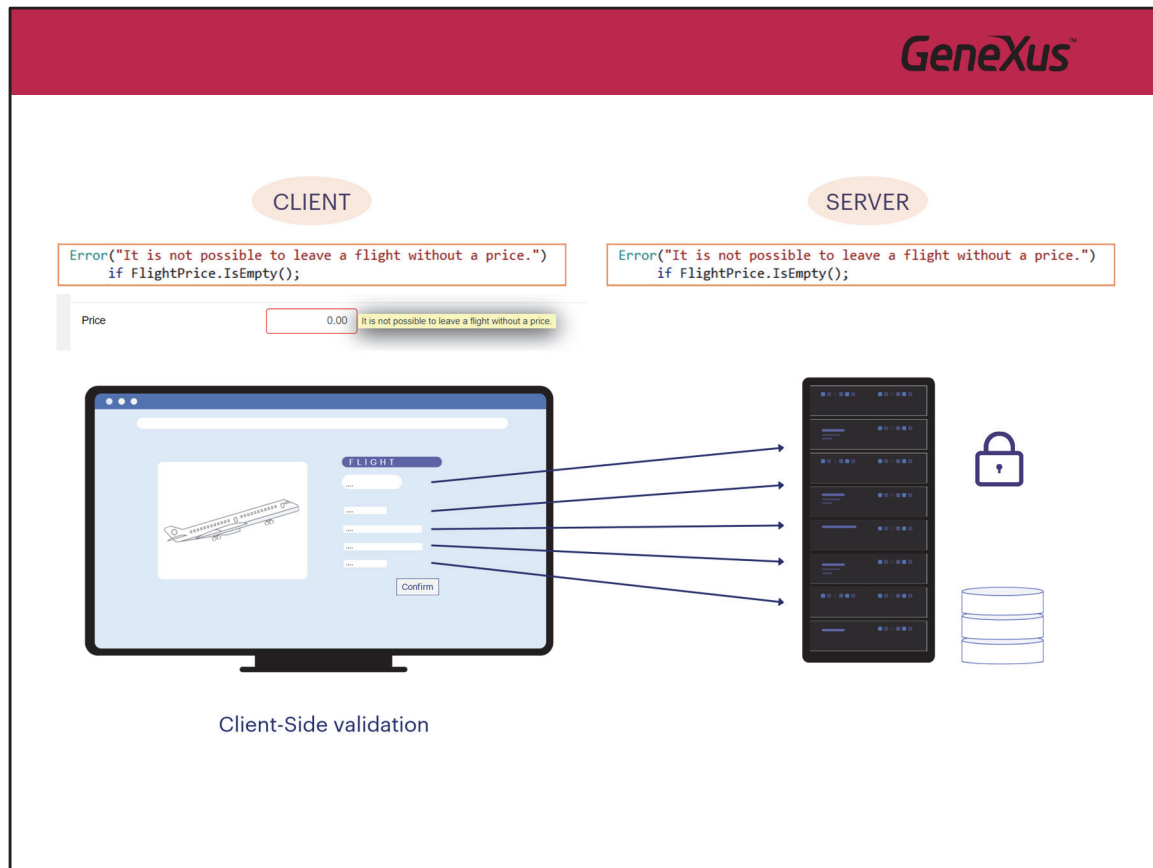 GeneXus™
CLIENT
SERVER
Error("It is not possible to leave a flight without a price.")
if FlightPrice.IsEmpty();
Error("It is not possible to leave a flight without a price.")
if FlightPrice.IsEmpty();
Price 0.00 It is not possible to leave a flight without a price.
FLIGHT
....
....
....
....
....
Confirm
Client-Side validation